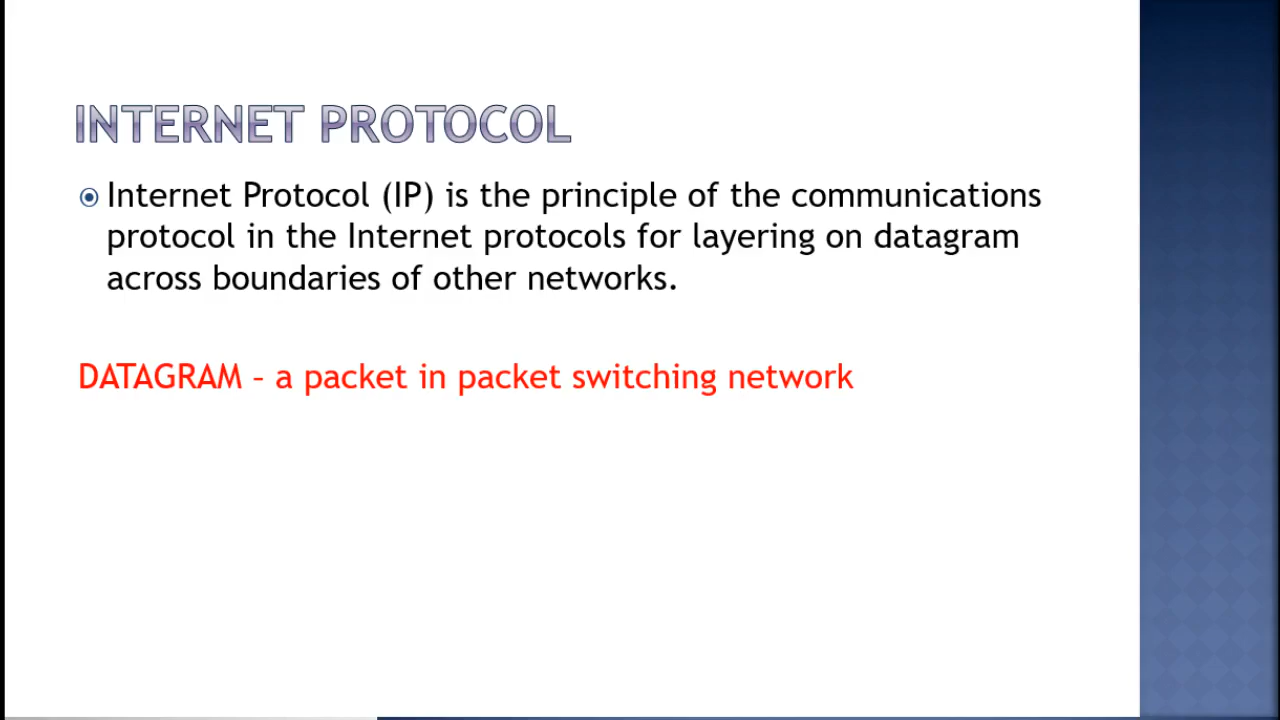 INTERNET PROTOCOL
Internet Protocol (IP) is the principle of the communications
protocol in the Internet protocols for layering on datagram
across boundaries of other networks.
DATAGRAM – a packet in packet switching network